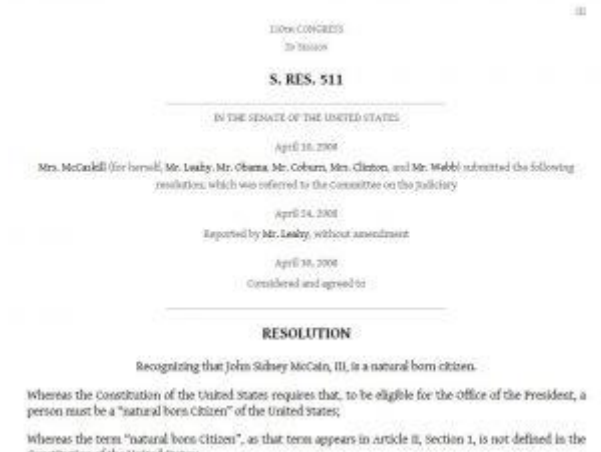 III
110TH CONGRESS
2D SESSION
S. RES. 511
IN THE SENATE OF THE UNITED STATES
April 10, 2008
Mrs. McCaskill (for herself, Mr. Leahy, Mr. Obama, Mr. Coburn, Mrs. Clinton, and Mr. Webb) submitted the following
resolution; which was referred to the Committee on the Judiciary
April 24, 2008
Reported by Mr. Leahy, without amendment
April 30, 2008
Considered and agreed to
RESOLUTION
Recognizing that John Sidney McCain, III, is a natural born citizen.
Whereas the Constitution of the United States requires that, to be eligible for the Office of the President, a
person must be a “natural born Citizen” of the United States;
Whereas the term “natural born Citizen”, as that term appears in Article II, Section 1, is not defined in the